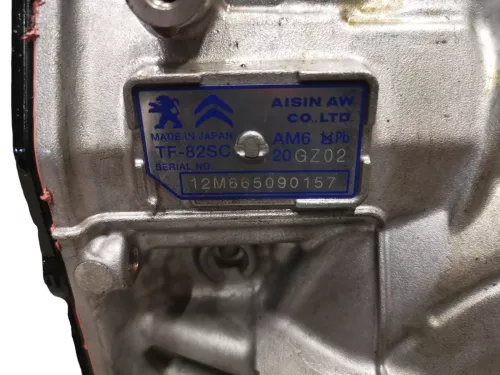 AISIN AW
CO., LTD.
MADE IN JAPAN
TF-82SC
AM6
20GZ02
SERIAL NO.
12M665090157